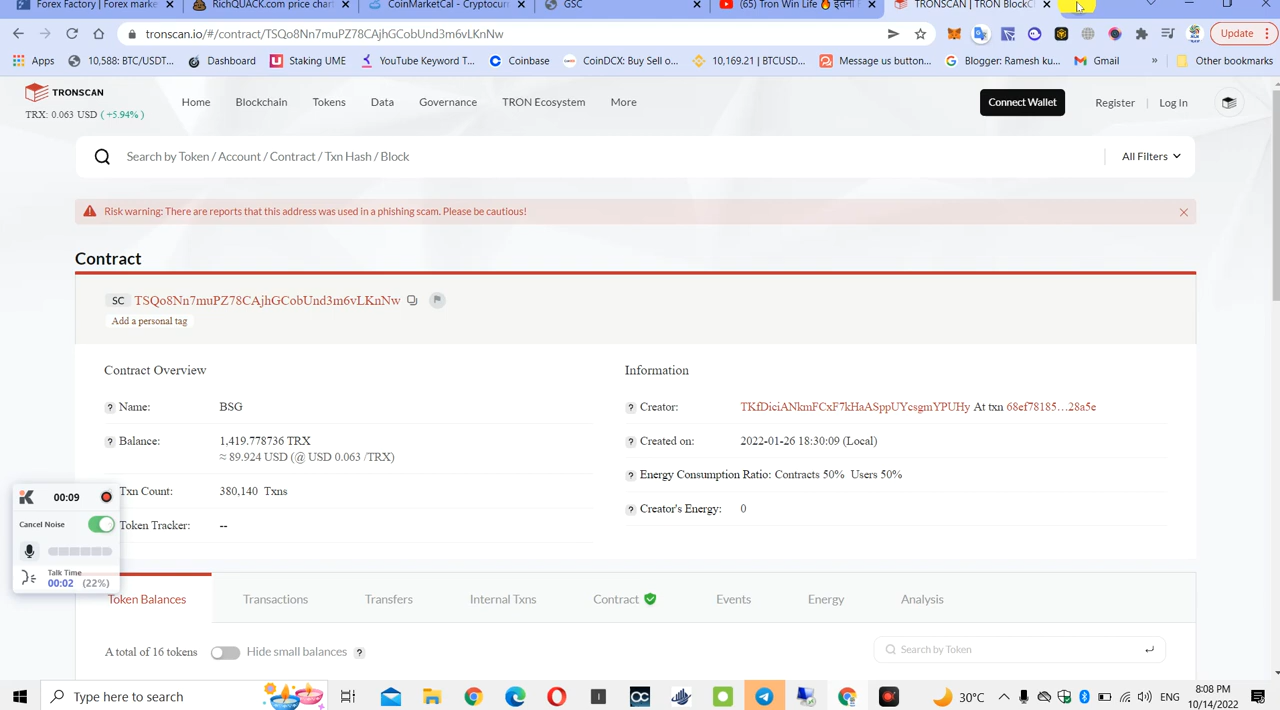 Forex Factory | Forex mark
RichQUACK.com price chart i
CoinMarketCal - Cryptocurr
GSC
(65) Tron Win Life
TRONSCAN | TRON BlockC
tronscan.io/#/contract/TSQo8Nn7muPZ78CAjhGCobUnd3m6vLKnNw
Update
Apps
10,588: BTC/USDT...
Dashboard
Staking UME
YouTube Keyword T...
Coinbase
CoinDCX: Buy Sell o...
10,169.21 | BTCUSD...
Message us button...
Blogger: Ramesh ku...
Gmail
»
Other bookmarks
TRONSCAN
TRX: 0.063 USD ( +5.94% )
Home
Blockchain
Tokens
Data
Governance
TRON Ecosystem
More
Connect Wallet
Register
Log In
Search by Token / Account / Contract / Txn Hash / Block
All Filters
Risk warning: There are reports that this address was used in a phishing scam. Please be cautious!
Contract
SC TSQo8Nn7muPZ78CAjhGCobUnd3m6vLKnNw
Add a personal tag
Contract Overview
? Name: BSG
? Balance: 1,419.778736 TRX
≈ 89.924 USD (@ USD 0.063 /TRX)
Txn Count: 380,140 Txns
Token Tracker: --
Information
? Creator: TKfDiciANkmFCxF7kHaASppUYcsgmYPUHy At txn 68ef78185…28a5e
? Created on: 2022-01-26 18:30:09 (Local)
? Energy Consumption Ratio: Contracts 50% Users 50%
? Creator's Energy: 0
00:09
Cancel Noise
Talk Time
00:02 (22%)
Token Balances
Transactions
Transfers
Internal Txns
Contract
Events
Energy
Analysis
A total of 16 tokens
Hide small balances ?
Search by Token
Type here to search
30°C
ENG
8:08 PM
10/14/2022